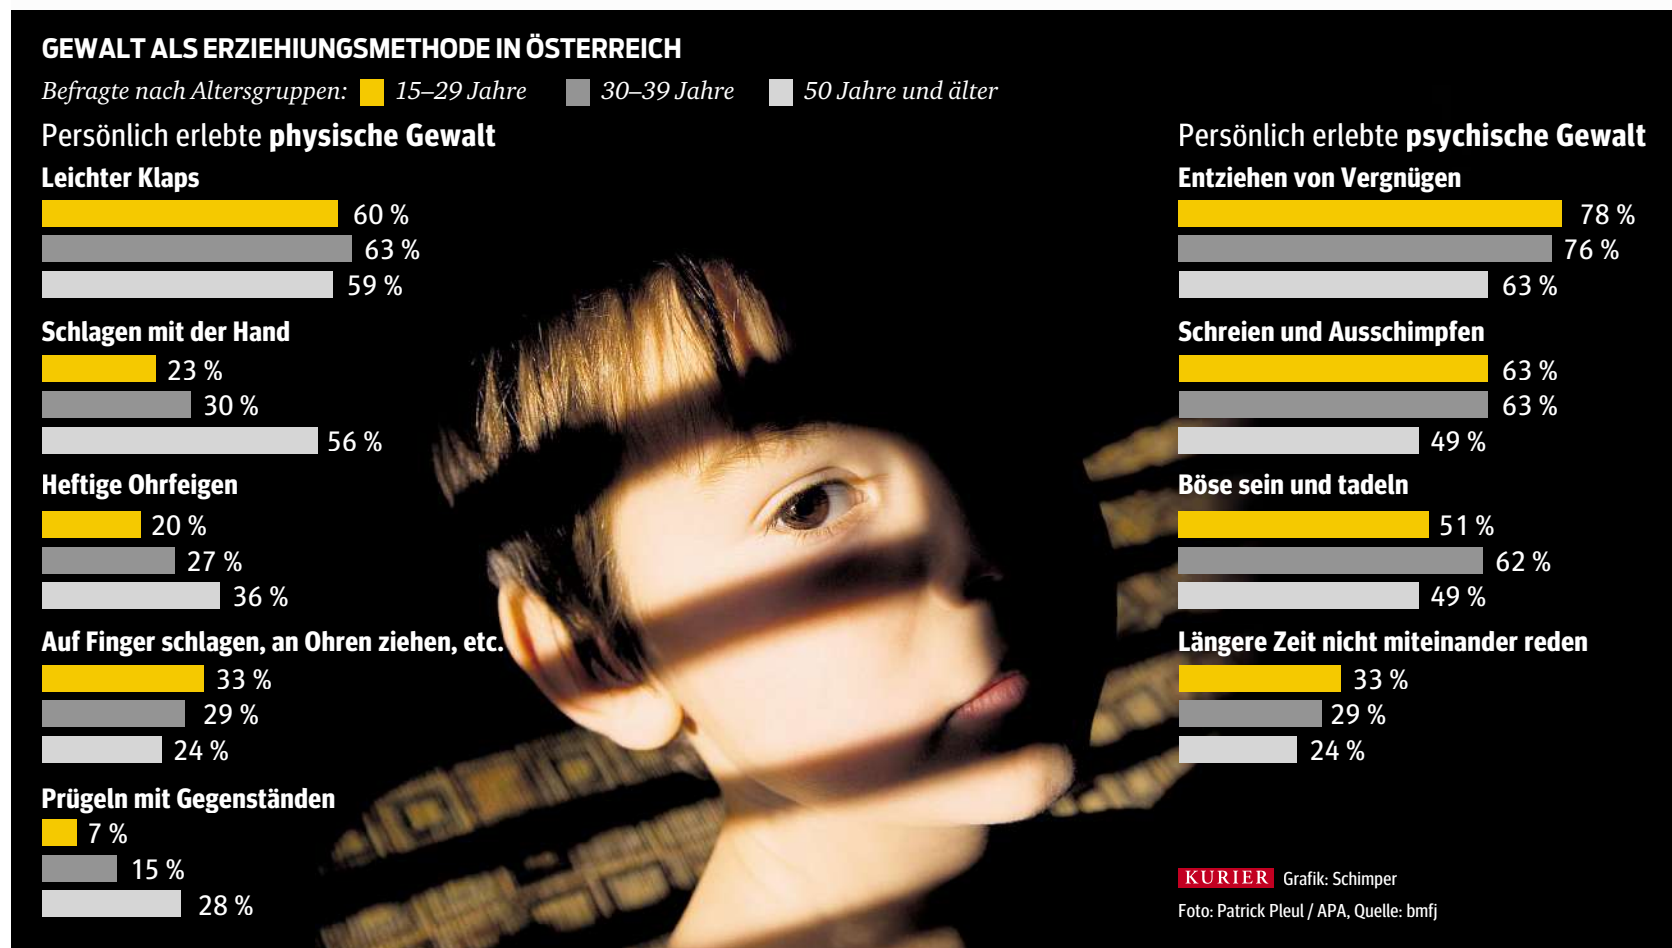 GEWALT ALS ERZIEHIUNGSMETHODE IN ÖSTERREICH
Befragte nach Altersgruppen: 15–29 Jahre 30–39 Jahre 50 Jahre und älter
Persönlich erlebte physische Gewalt
Leichter Klaps
60 %
63 %
59 %
Schlagen mit der Hand
23 %
30 %
56 %
Heftige Ohrfeigen
20 %
27 %
36 %
Auf Finger schlagen, an Ohren ziehen, etc.
33 %
29 %
24 %
Prügeln mit Gegenständen
7 %
15 %
28 %
Persönlich erlebte psychische Gewalt
Entziehen von Vergnügen
78 %
76 %
63 %
Schreien und Ausschimpfen
63 %
63 %
49 %
Böse sein und tadeln
51 %
62 %
49 %
Längere Zeit nicht miteinander reden
33 %
29 %
24 %
KURIER Grafik: Schimper
Foto: Patrick Pleul / APA, Quelle: bmfj